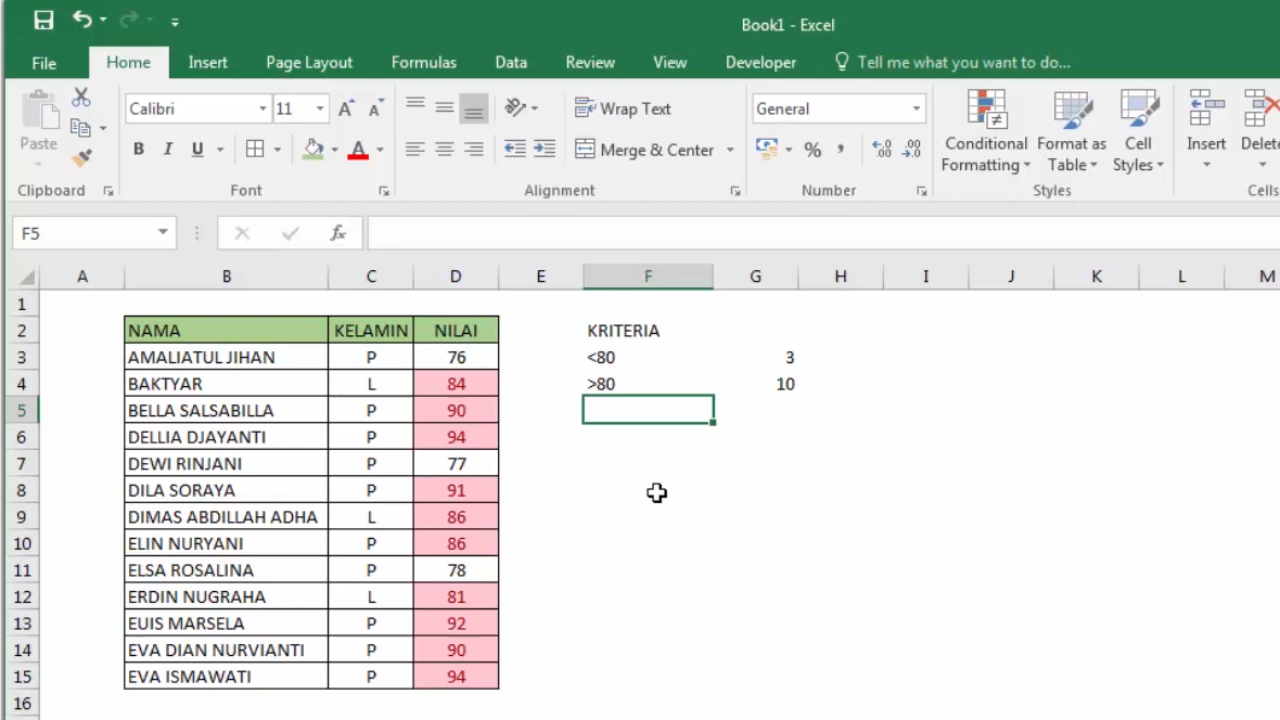 Book1 - Excel
File Home Insert Page Layout Formulas Data Review View Developer Tell me what you want to do...
Paste
Calibri 11
B I U A
Wrap Text
Merge & Center
General
% ,
Conditional Formatting
Format as Table
Cell Styles
Insert
Delete
Clipboard Font Alignment Number Styles Cells
F5 fx
A B C D E F G H I J K L M
1
2 NAMA KELAMIN NILAI KRITERIA
3 AMALIATUL JIHAN P 76 <80 3
4 BAKTYAR L 84 >80 10
5 BELLA SALSABILLA P 90
6 DELLIA DJAYANTI P 94
7 DEWI RINJANI P 77
8 DILA SORAYA P 91
9 DIMAS ABDILLAH ADHA L 86
10 ELIN NURYANI P 86
11 ELSA ROSALINA P 78
12 ERDIN NUGRAHA L 81
13 EUIS MARSELA P 92
14 EVA DIAN NURVIANTI P 90
15 EVA ISMAWATI P 94
16